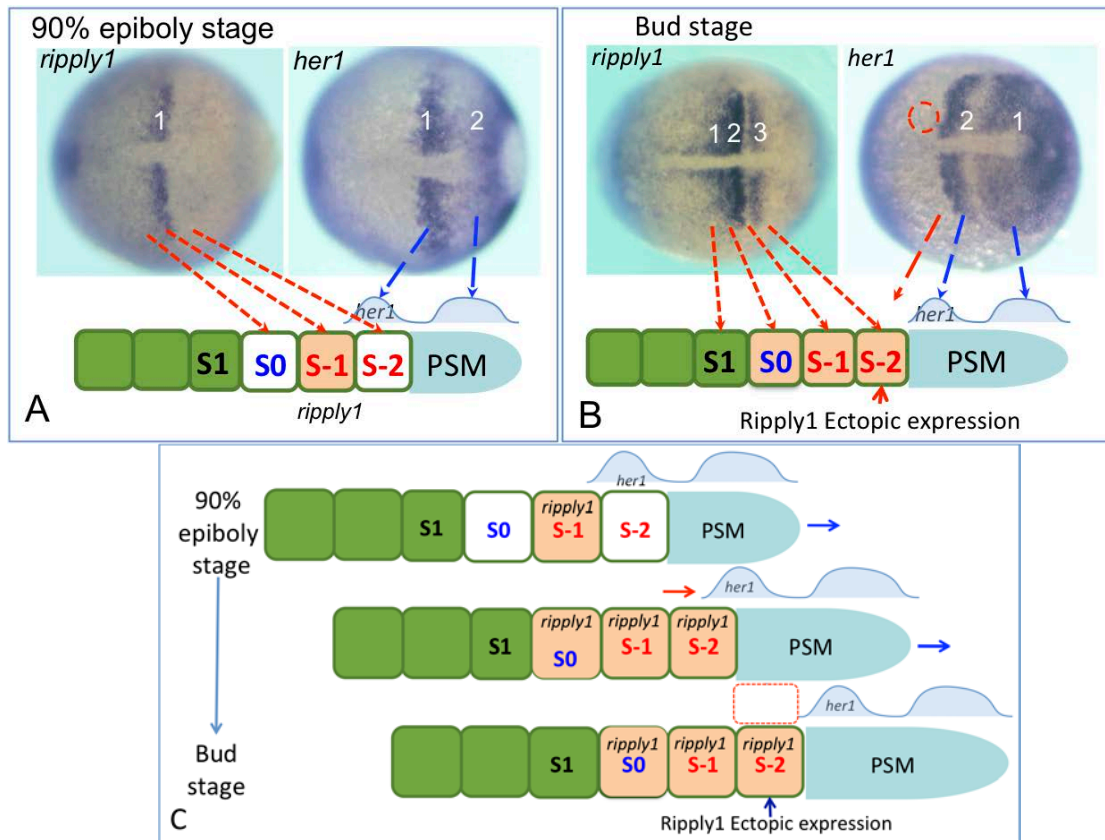 90% epiboly stage
ripply1
her1
1
1
2
her1
S1 S0 S-1 S-2 PSM
ripply1
A
Bud stage
ripply1
her1
1 2 3
2
1
her1
S1 S0 S-1 S-2 PSM
Ripply1 Ectopic expression
B
90%
epiboly
stage
her1
ripply1
S1 S0 S-1 S-2 PSM
her1
ripply1 ripply1 ripply1
S1 S0 S-1 S-2 PSM
her1
ripply1 ripply1 ripply1
S1 S0 S-1 S-2 PSM
Bud
stage
Ripply1 Ectopic expression
C